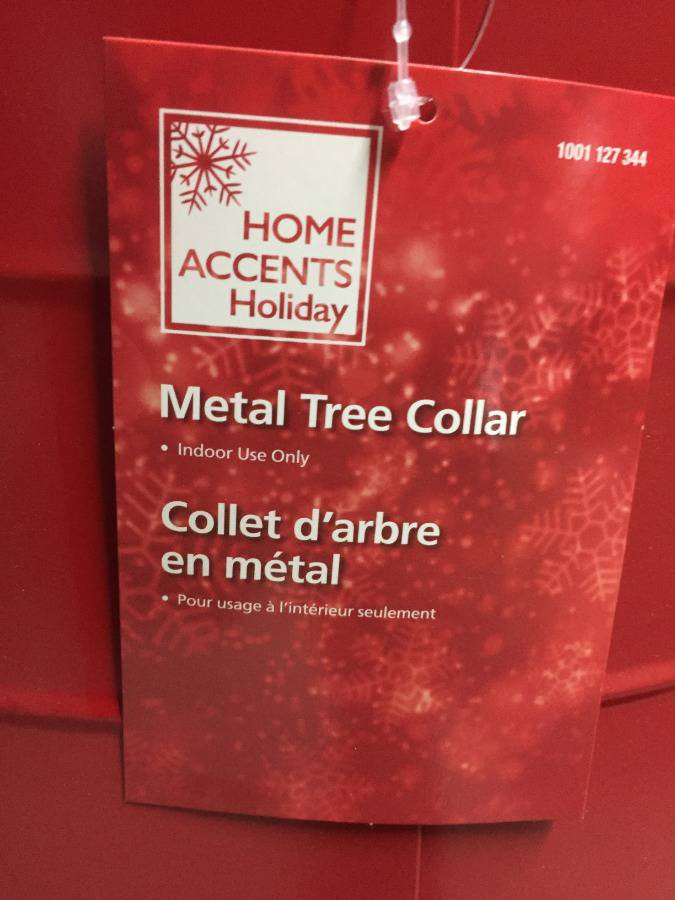 1001 127 344
HOME
ACCENTS
Holiday
Metal Tree Collar
• Indoor Use Only
Collet d'arbre
en métal
• Pour usage à l'intérieur seulement